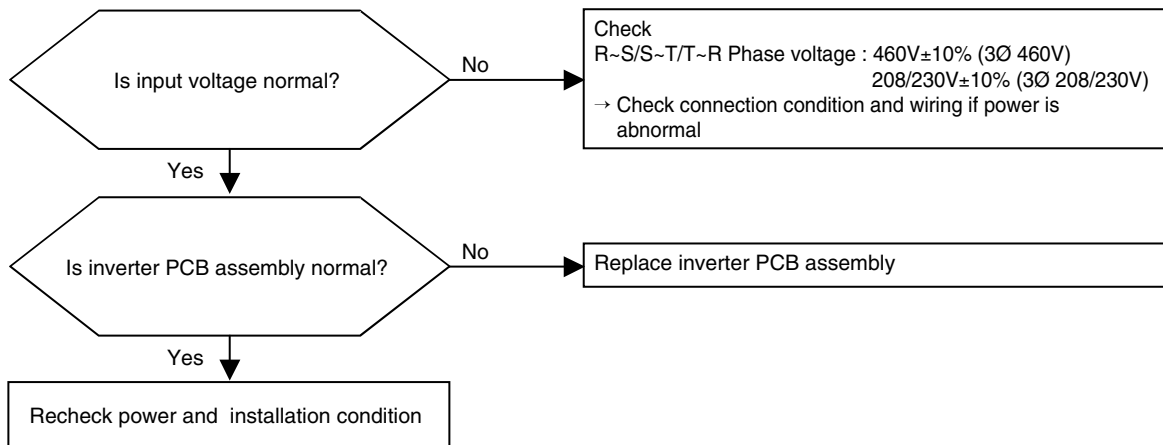 Is input voltage normal?
No
Check
R~S/S~T/T~R Phase voltage : 460V±10% (3Ø 460V)
208/230V±10% (3Ø 208/230V)
→ Check connection condition and wiring if power is
abnormal
Yes
Is inverter PCB assembly normal?
No
Replace inverter PCB assembly
Yes
Recheck power and installation condition